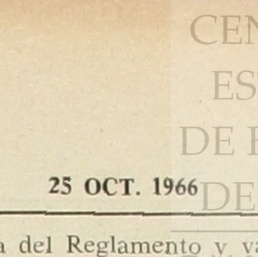 CEN
ES
DE
DE
25 OCT. 1966
a del Reglamento y va